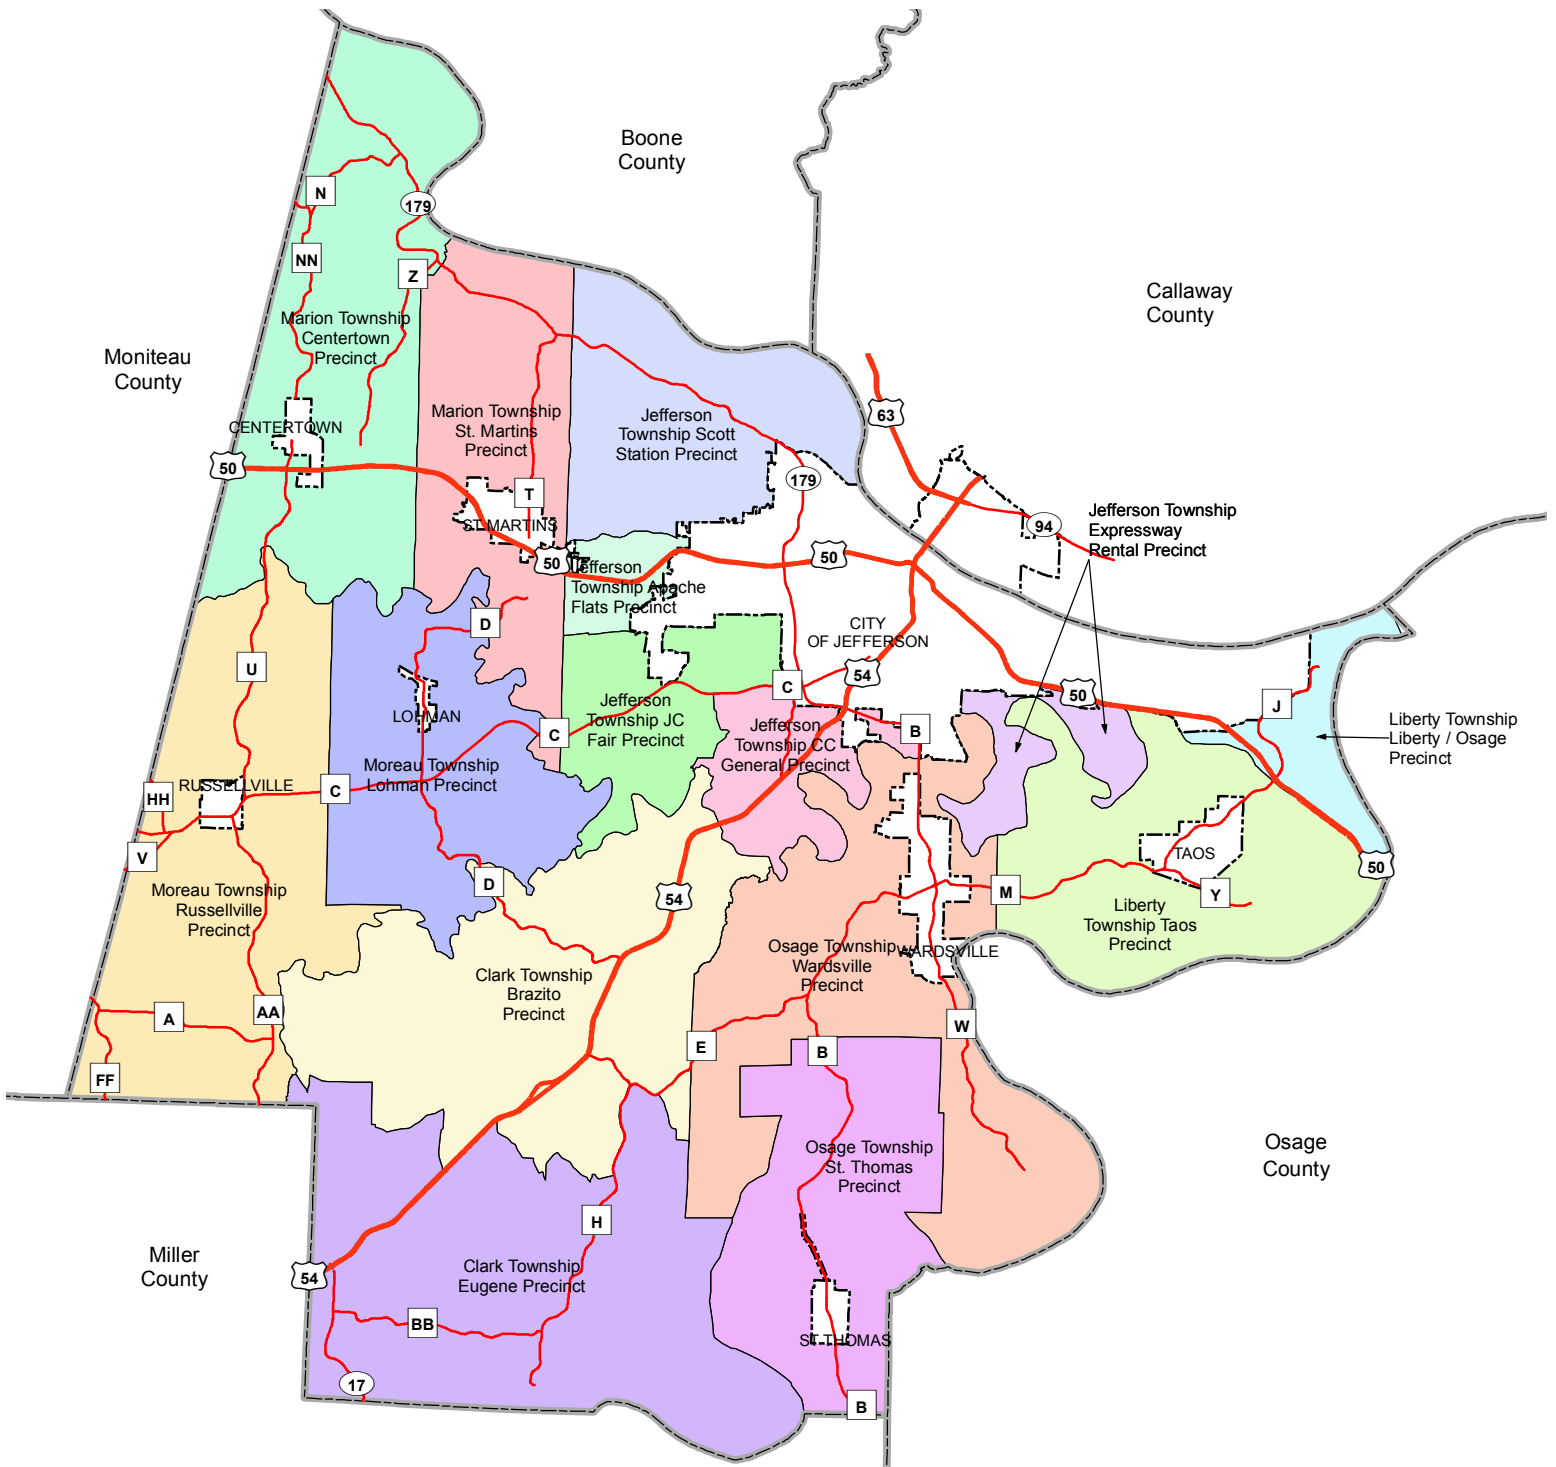 Boone
County
N
179
NN
Z
Callaway
County
Marion Township
Centertown
Precinct
Moniteau
County
63
Marion Township
St. Martins
Precinct
Jefferson
Township Scott
Station Precinct
CENTERTOWN
50
179
T
94
Jefferson Township
Expressway
Rental Precinct
ST. MARTINS
50
50
Jefferson
Township Apache
Flats Precinct
D
CITY
OF JEFFERSON
U
54
C
50
J
LOHMAN
Jefferson
Township JC
Fair Precinct
C
Jefferson
Township CC
General Precinct
B
Liberty Township
Liberty / Osage
Precinct
Moreau Township
Lohman Precinct
RUSSELLVILLE
HH
C
V
TAOS
50
D
Moreau Township
Russellville
Precinct
54
M
Y
Liberty
Township Taos
Precinct
Osage Township
Wardsville
Precinct
WARDSVILLE
Clark Township
Brazito
Precinct
A
AA
W
E
B
FF
Osage Township
St. Thomas
Precinct
Osage
County
H
Miller
County
54
Clark Township
Eugene Precinct
BB
ST THOMAS
17
B